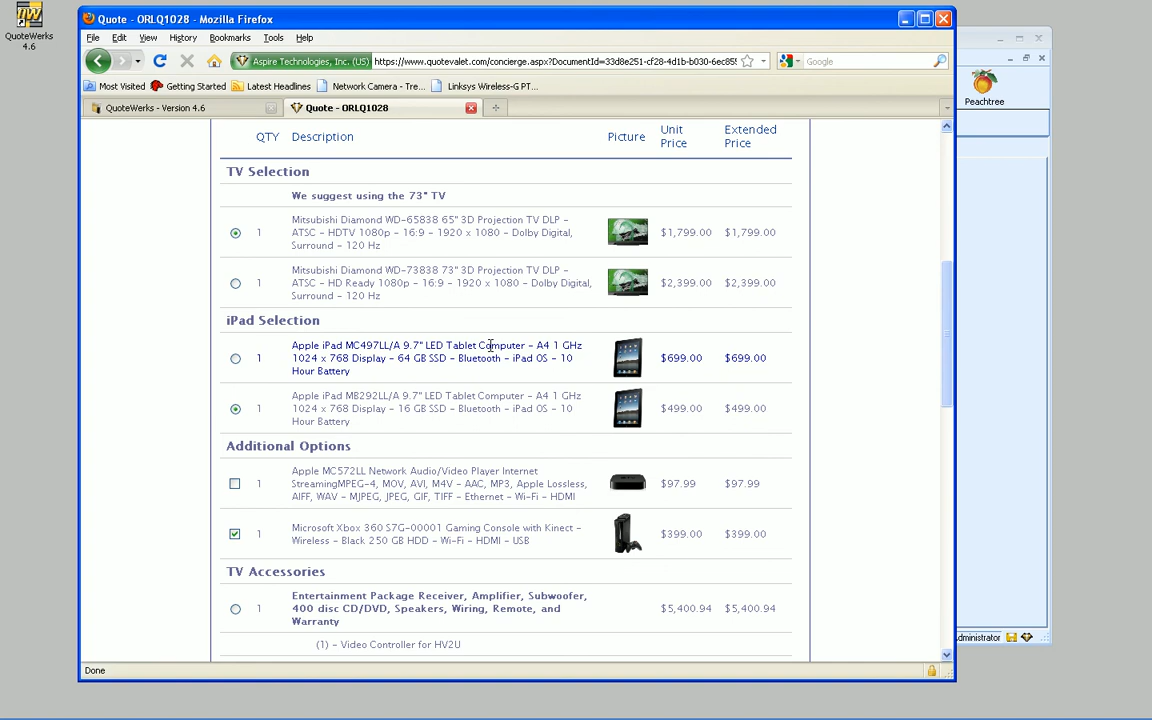 QuoteWerks
4.6
Quote - ORLQ1028 - Mozilla Firefox
File Edit View History Bookmarks Tools Help
Aspire Technologies, Inc. (US) https://www.quotevalet.com/concierge.aspx?DocumentId=33d8e251-cf28-4d1b-b030-6ec85 Google
Most Visited Getting Started Latest Headlines Network Camera - Tre... Linksys Wireless-G PT...
QuoteWerks - Version 4.6 Quote - ORLQ1028
Peachtree
QTY Description Picture Unit Price Extended Price
TV Selection
We suggest using the 73" TV
Mitsubishi Diamond WD-65838 65" 3D Projection TV DLP -
1 ATSC - HDTV 1080p - 16:9 - 1920 x 1080 - Dolby Digital, $1,799.00 $1,799.00
Surround - 120 Hz
Mitsubishi Diamond WD-73838 73" 3D Projection TV DLP -
1 ATSC - HD Ready 1080p - 16:9 - 1920 x 1080 - Dolby Digital, $2,399.00 $2,399.00
Surround - 120 Hz
iPad Selection
Apple iPad MC497LL/A 9.7" LED Tablet Computer - A4 1 GHz
1 1024 x 768 Display - 64 GB SSD - Bluetooth - iPad OS - 10 $699.00 $699.00
Hour Battery
Apple iPad MB292LL/A 9.7" LED Tablet Computer - A4 1 GHz
1 1024 x 768 Display - 16 GB SSD - Bluetooth - iPad OS - 10 $499.00 $499.00
Hour Battery
Additional Options
Apple MC572LL Network Audio/Video Player Internet
1 StreamingMPEG-4, MOV, AVI, M4V - AAC, MP3, Apple Lossless, $97.99 $97.99
AIFF, WAV - MJPEG, JPEG, GIF, TIFF - Ethernet - Wi-Fi - HDMI
Microsoft Xbox 360 S7G-00001 Gaming Console with Kinect -
1 Wireless - Black 250 GB HDD - Wi-Fi - HDMI - USB $399.00 $399.00
TV Accessories
Entertainment Package Receiver, Amplifier, Subwoofer,
1 400 disc CD/DVD, Speakers, Wiring, Remote, and $5,400.94 $5,400.94
Warranty
(1) - Video Controller for HV2U
dministrator
Done